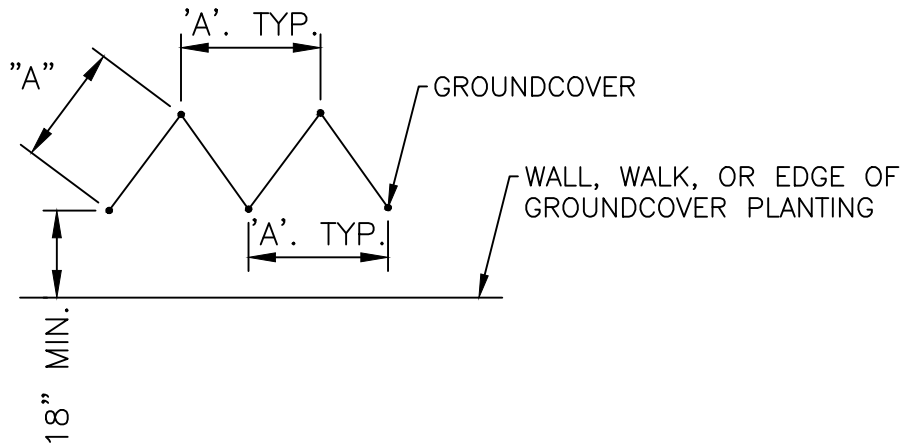 'A'. TYP.
”A”
GROUNDCOVER
WALL, WALK, OR EDGE OF
GROUNDCOVER PLANTING
'A'. TYP.
18” MIN.